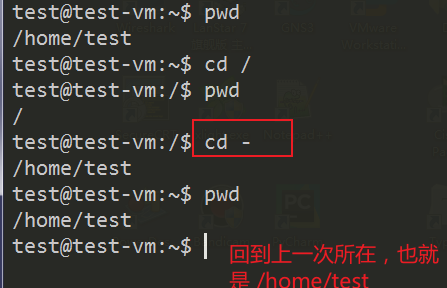 test@test-vm:~$ pwd
/home/test
test@test-vm:~$ cd /
test@test-vm:/$ pwd
/
test@test-vm:/$ cd -
/home/test
test@test-vm:~$ pwd
/home/test
test@test-vm:~$
回到上一次所在，也就
是 /home/test